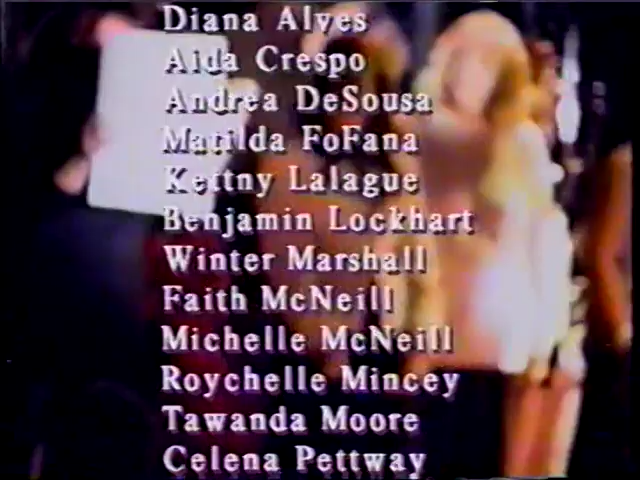 Diana Alves
Aida Crespo
Andrea DeSousa
Matilda FoFana
Kettny Lalague
Benjamin Lockhart
Winter Marshall
Faith McNeill
Michelle McNeill
Roychelle Mincey
Tawanda Moore
Celena Pettway